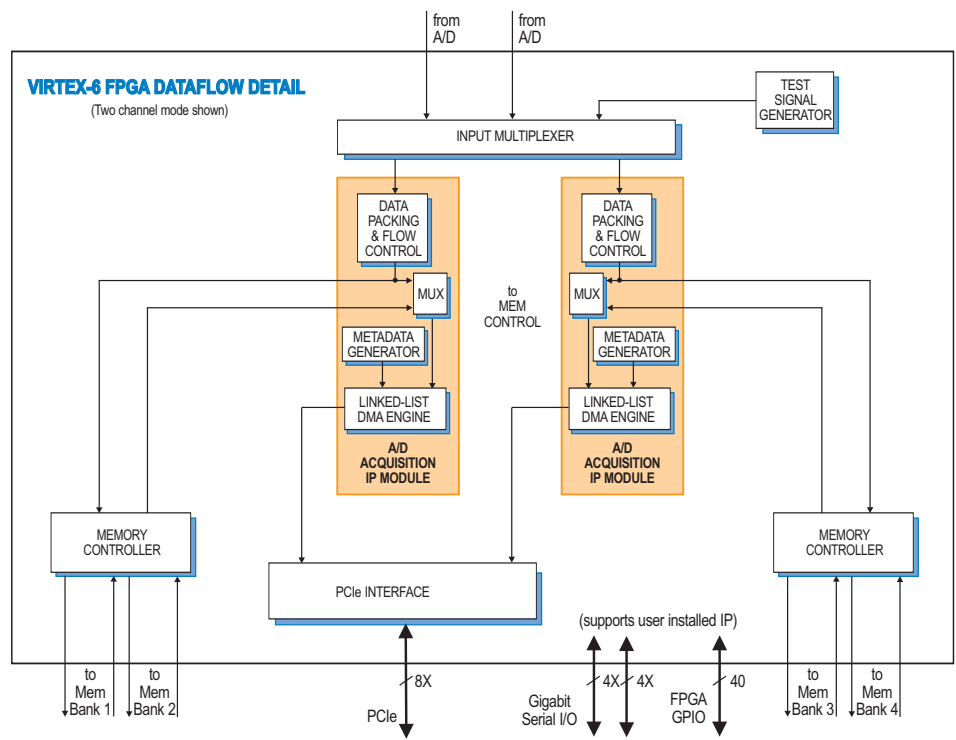 from
A/D
from
A/D
VIRTEX-6 FPGA DATAFLOW DETAIL
(Two channel mode shown)
TEST
SIGNAL
GENERATOR
INPUT MULTIPLEXER
DATA
PACKING
& FLOW
CONTROL
DATA
PACKING
& FLOW
CONTROL
MUX
to
MEM
CONTROL
MUX
METADATA
GENERATOR
METADATA
GENERATOR
LINKED-LIST
DMA ENGINE
LINKED-LIST
DMA ENGINE
A/D
ACQUISITION
IP MODULE
A/D
ACQUISITION
IP MODULE
MEMORY
CONTROLLER
MEMORY
CONTROLLER
PCIe INTERFACE
(supports user installed IP)
to
Mem
Bank 1
to
Mem
Bank 2
8X
PCIe
4X
4X
Gigabit
Serial I/O
40
FPGA
GPIO
to
Mem
Bank 3
to
Mem
Bank 4